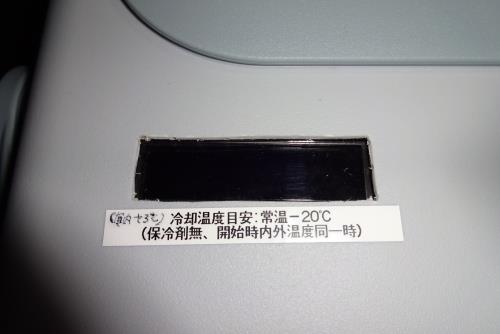 冷却温度目安:常温−20℃
(保冷剤無、開始時内外温度同一時)